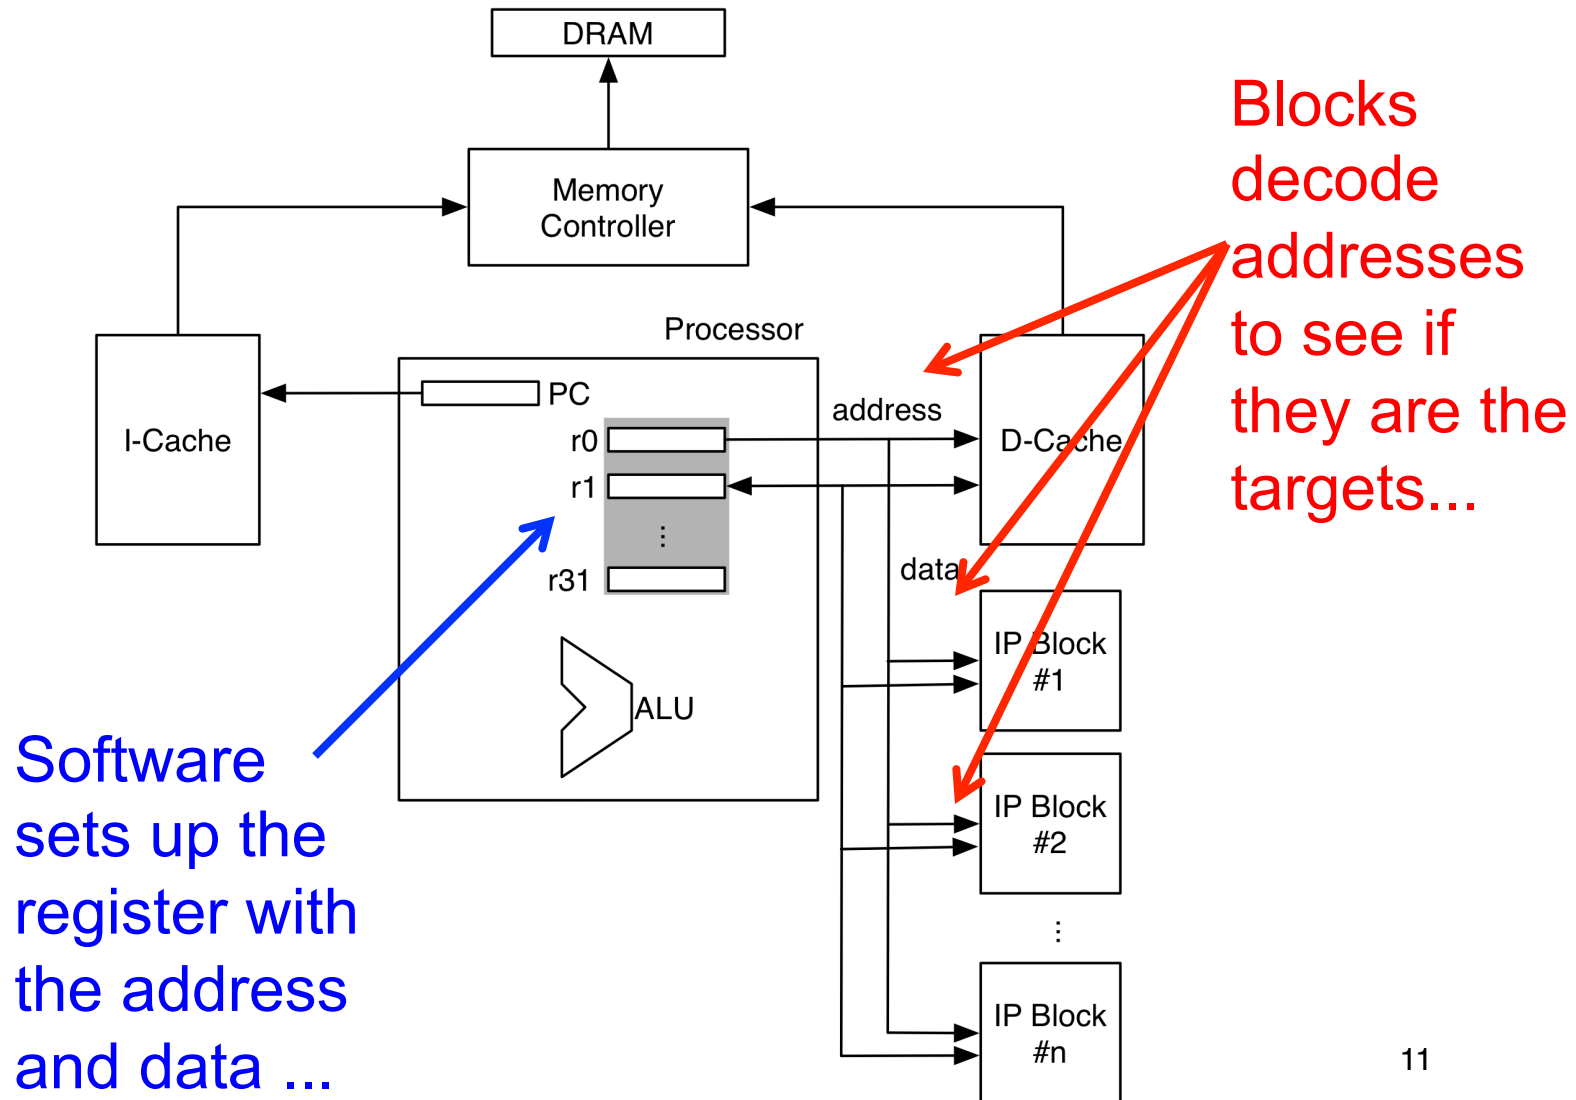 DRAM
Memory
Controller
Blocks
decode
addresses
to see if
they are the
targets...
Processor
I-Cache
PC
r0
r1
...
r31
ALU
address
D-Cache
data
IP Block
#1
IP Block
#2
...
IP Block
#n
Software
sets up the
register with
the address
and data ...
11